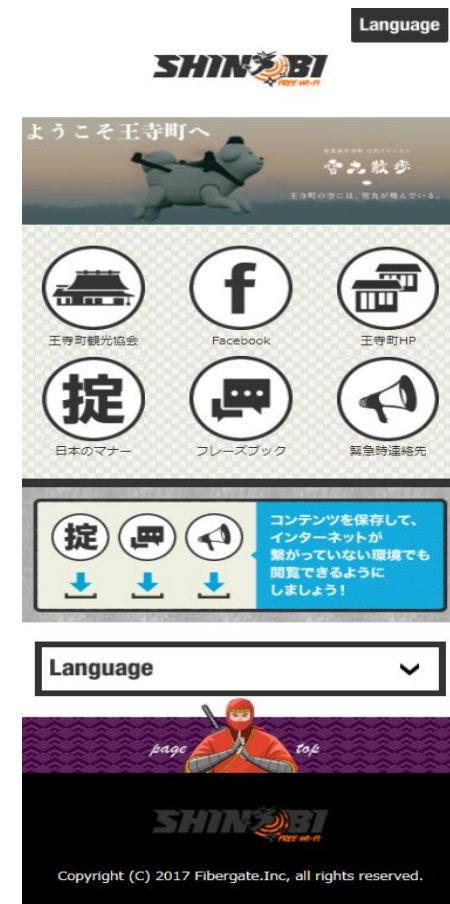 Language
SHINOBI
FREE WI-FI
ようこそ王寺町へ
雪丸散歩
王寺町の空には、雪丸が飛んでいる。
王寺町観光協会
Facebook
王寺町HP
掟
日本のマナー
フレーズブック
緊急時連絡先
掟
コンテンツを保存して、
インターネットが
繋がっていない環境でも
閲覧できるように
しましょう！
Language
page top
SHINOBI
FREE WI-FI
Copyright (C) 2017 Fibergate.Inc, all rights reserved.